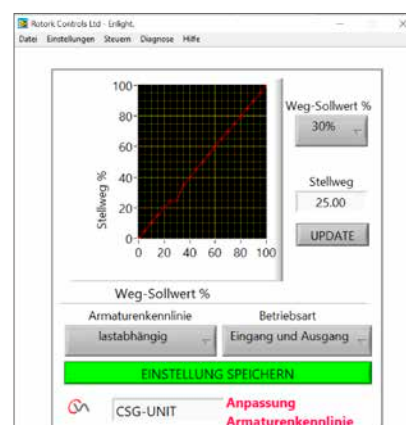 Rotork Controls Ltd - Enlight.
Datei Einstellungen Steuern Diagnose Hilfe
100
80
60
40
20
0
Stellweg %
0 20 40 60 80 100
Weg-Sollwert %
Weg-Sollwert %
30%
Stellweg
25.00
UPDATE
Armaturenkennlinie
lastabhängig
Betriebsart
Eingang und Ausgang
EINSTELLUNG SPEICHERN
CSG-UNIT
Anpassung
Armaturenkennlinie